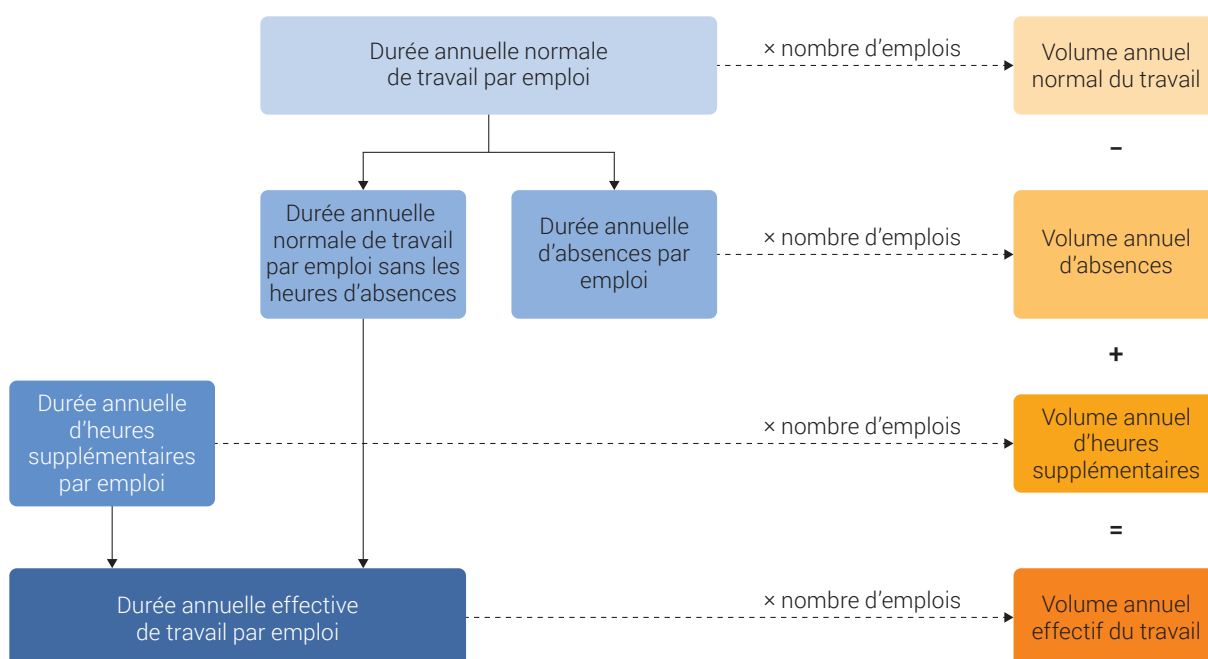 Durée annuelle normale
de travail par emploi
× nombre d'emplois
Volume annuel
normal du travail
–
Durée annuelle
normale de travail
par emploi sans les
heures d'absences
Durée annuelle
d'absences par
emploi
× nombre d'emplois
Volume annuel
d'absences
+
Durée annuelle
d'heures
supplémentaires
par emploi
× nombre d'emplois
Volume annuel
d'heures
supplémentaires
=
Durée annuelle effective
de travail par emploi
× nombre d'emplois
Volume annuel
effectif du travail